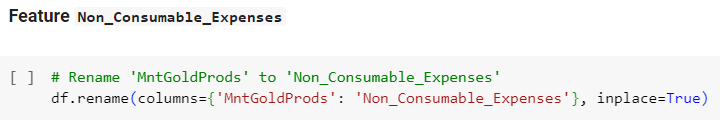 Feature Non_Consumable_Expenses
[ ] # Rename 'MntGoldProds' to 'Non_Consumable_Expenses'
df.rename(columns={'MntGoldProds': 'Non_Consumable_Expenses'}, inplace=True)